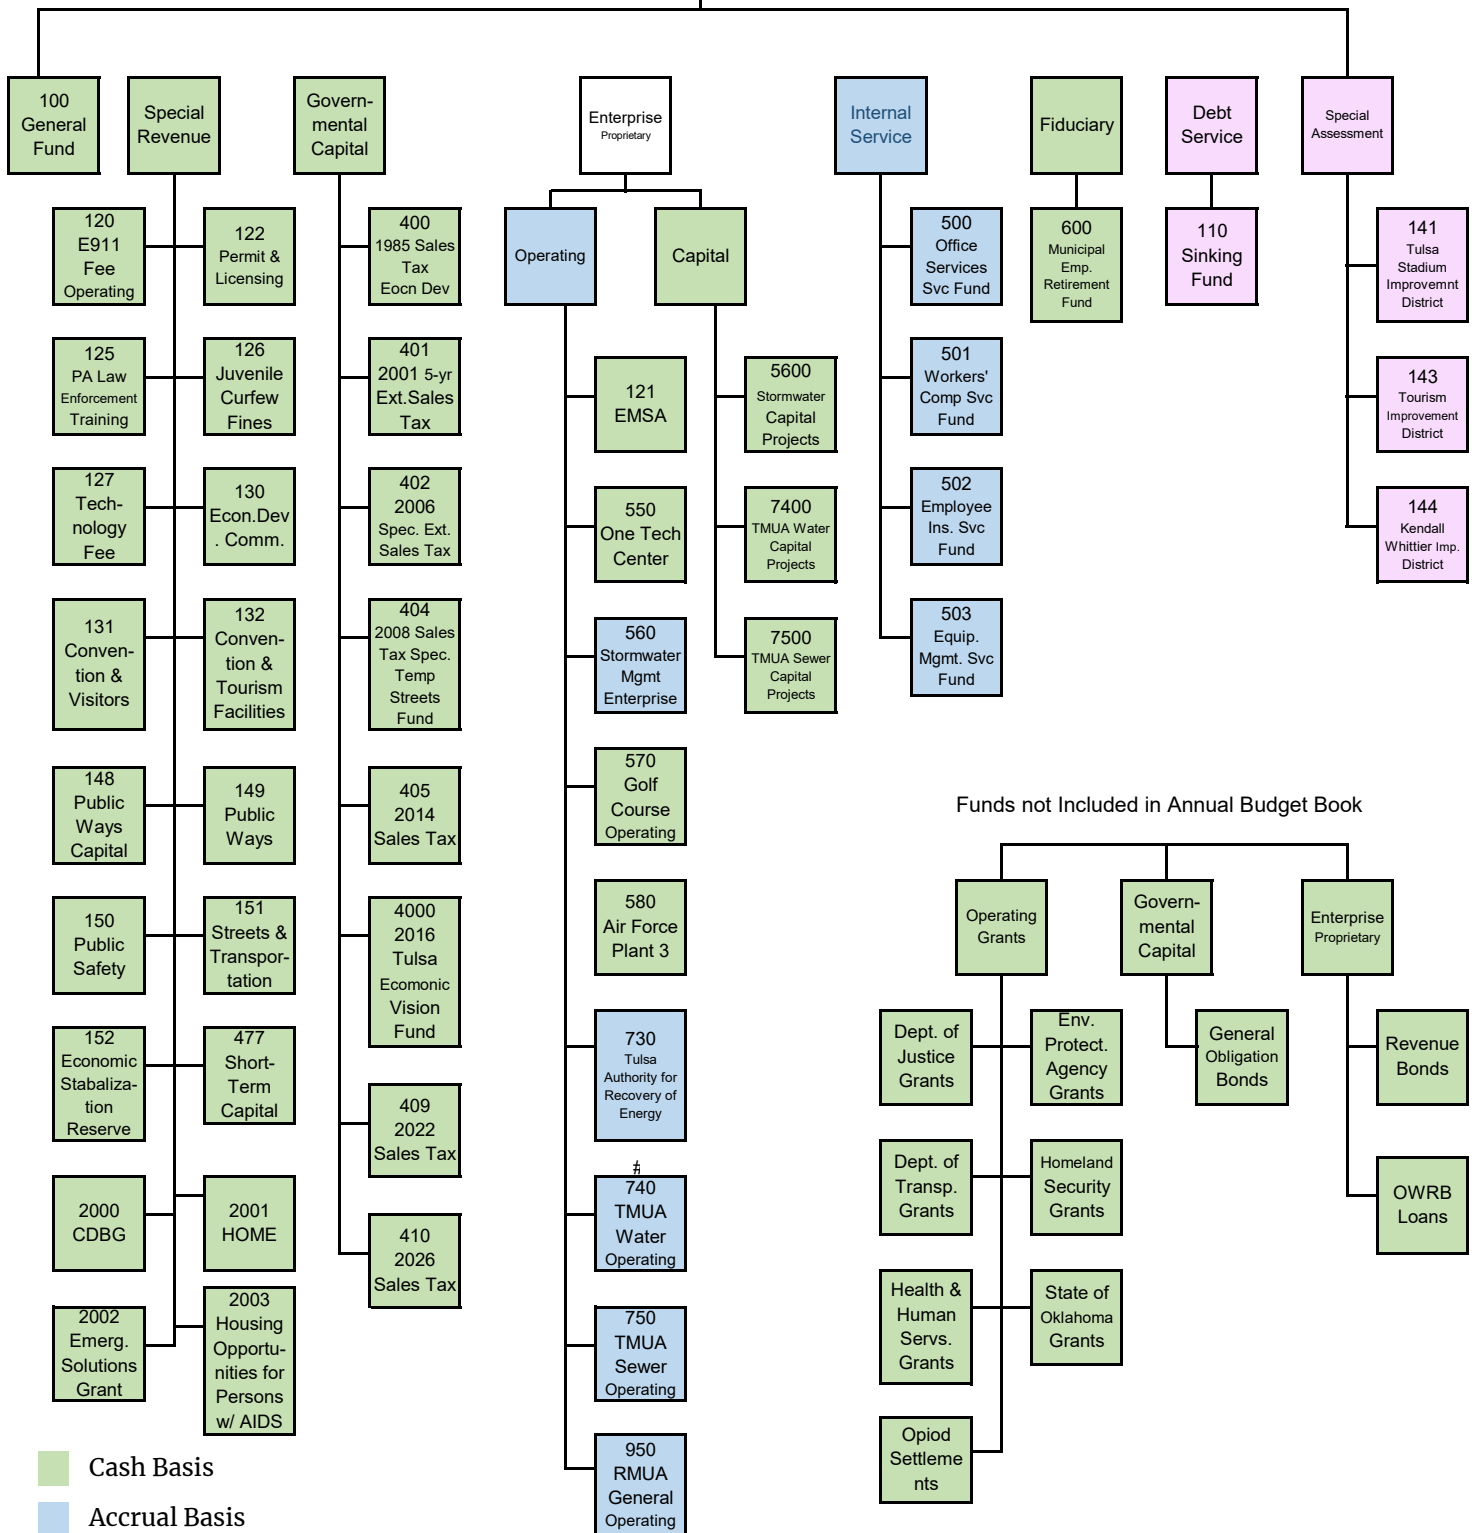 100
General
Fund
Special
Revenue
Govern-
mental
Capital
Enterprise
Proprietary
Internal
Service
Fiduciary
Debt
Service
Special
Assessment
120
E911
Fee
Operating
122
Permit &
Licensing
125
PA Law
Enforcement
Training
126
Juvenile
Curfew
Fines
127
Tech-
nology
Fee
130
Econ.Dev
. Comm.
131
Conven-
tion &
Visitors
132
Conven-
tion &
Tourism
Facilities
148
Public
Ways
Capital
149
Public
Ways
150
Public
Safety
151
Streets &
Transpor-
tation
152
Economic
Stabaliza-
tion
Reserve
477
Short-
Term
Capital
2000
CDBG
2001
HOME
2002
Emerg.
Solutions
Grant
2003
Housing
Opportu-
nities for
Persons
w/ AIDS
400
1985 Sales
Tax
Eocn Dev
401
2001 5-yr
Ext.Sales
Tax
402
2006
Spec. Ext.
Sales Tax
404
2008 Sales
Tax Spec.
Temp
Streets
Fund
405
2014
Sales Tax
4000
2016
Tulsa
Ecomonic
Vision
Fund
409
2022
Sales Tax
410
2026
Sales Tax
Operating
Capital
121
EMSA
550
One Tech
Center
560
Stormwater
Mgmt
Enterprise
570
Golf
Course
Operating
580
Air Force
Plant 3
730
Tulsa
Authority for
Recovery of
Energy
#
740
TMUA
Water
Operating
750
TMUA
Sewer
Operating
950
RMUA
General
Operating
5600
Stormwater
Capital
Projects
7400
TMUA Water
Capital
Projects
7500
TMUA Sewer
Capital
Projects
500
Office
Services
Svc Fund
501
Workers'
Comp Svc
Fund
502
Employee
Ins. Svc
Fund
503
Equip.
Mgmt. Svc
Fund
600
Municipal
Emp.
Retirement
Fund
110
Sinking
Fund
141
Tulsa
Stadium
Improvemnt
District
143
Tourism
Improvement
District
144
Kendall
Whittier Imp.
District
Funds not Included in Annual Budget Book
Operating
Grants
Govern-
mental
Capital
Enterprise
Proprietary
Dept. of
Justice
Grants
Env.
Protect.
Agency
Grants
Dept. of
Transp.
Grants
Homeland
Security
Grants
Health &
Human
Servs.
Grants
State of
Oklahoma
Grants
Opiod
Settleme
nts
General
Obligation
Bonds
Revenue
Bonds
OWRB
Loans
Cash Basis
Accrual Basis